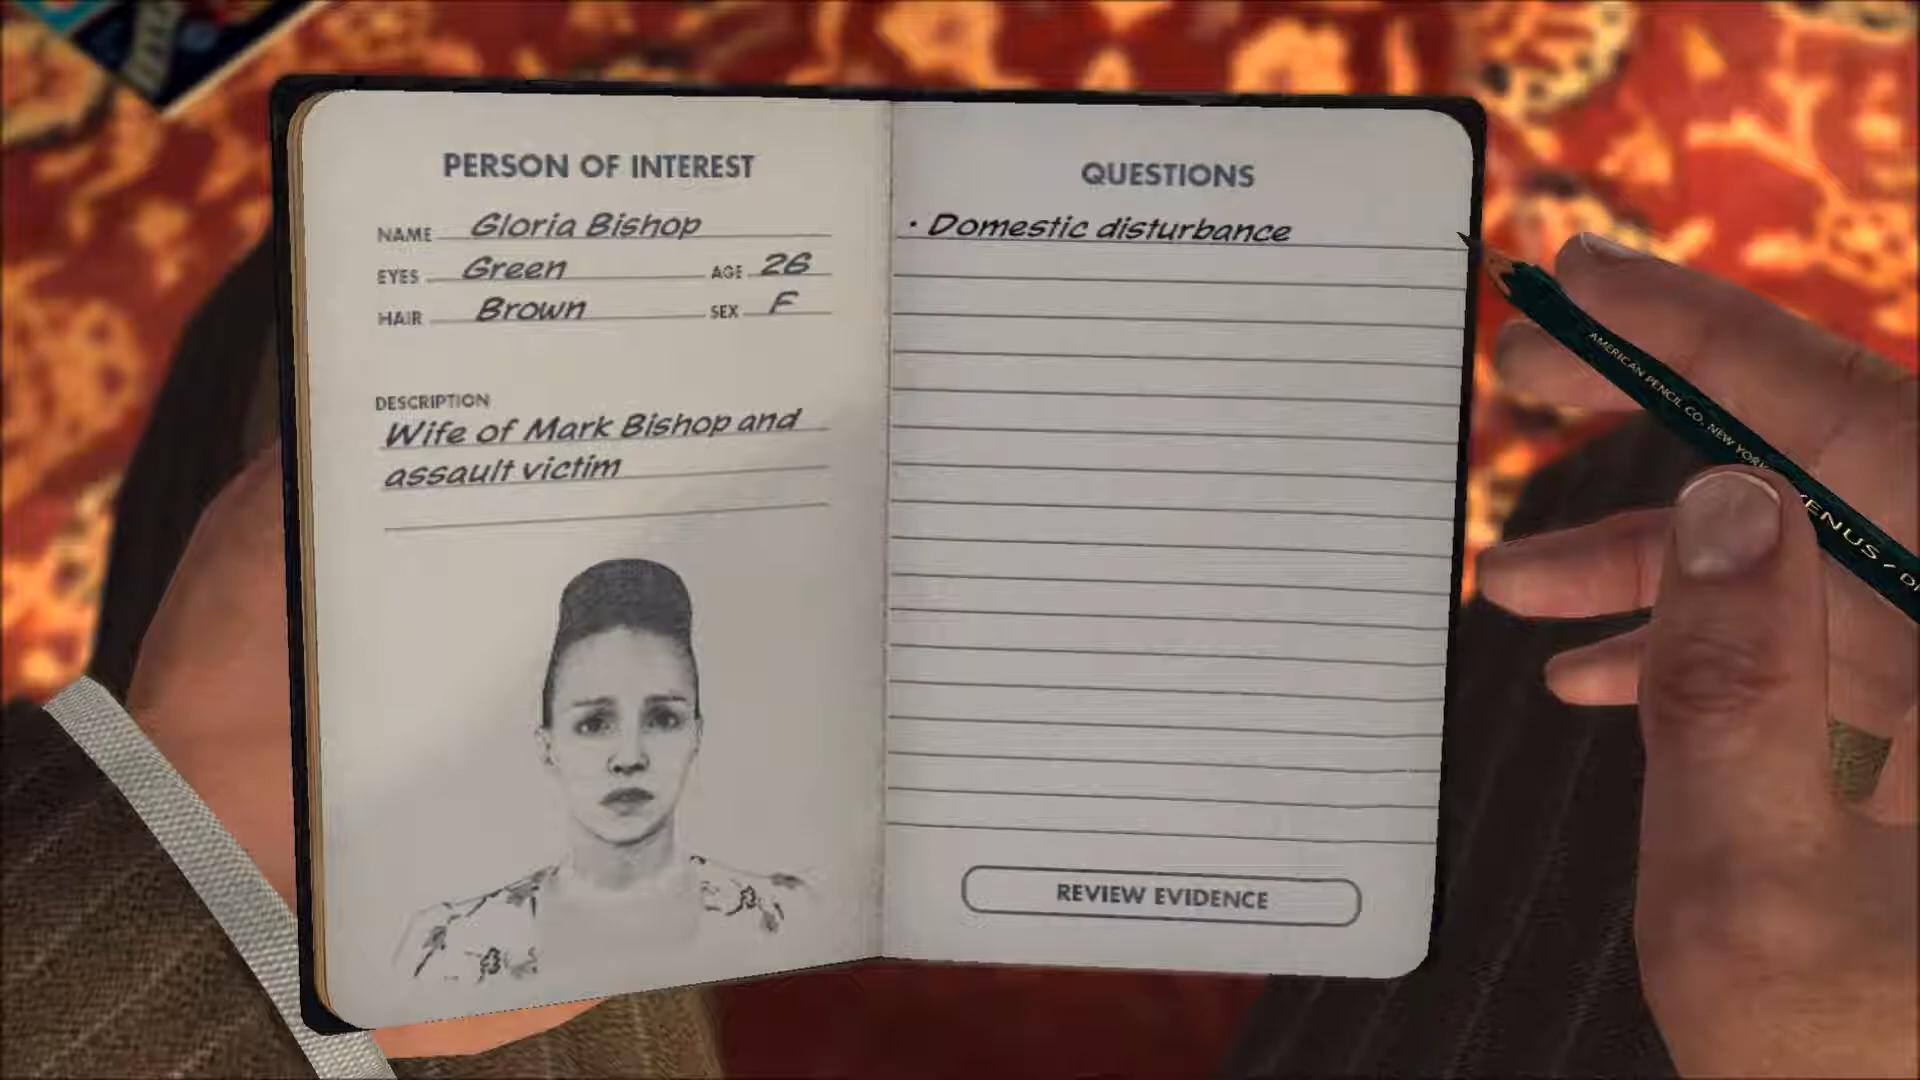 PERSON OF INTEREST
NAME Gloria Bishop
EYES Green AGE 26
HAIR Brown SEX F
DESCRIPTION
Wife of Mark Bishop and
assault victim
QUESTIONS
· Domestic disturbance
REVIEW EVIDENCE
AMERICAN PENCIL CO. NEW YORK
VENUS / D